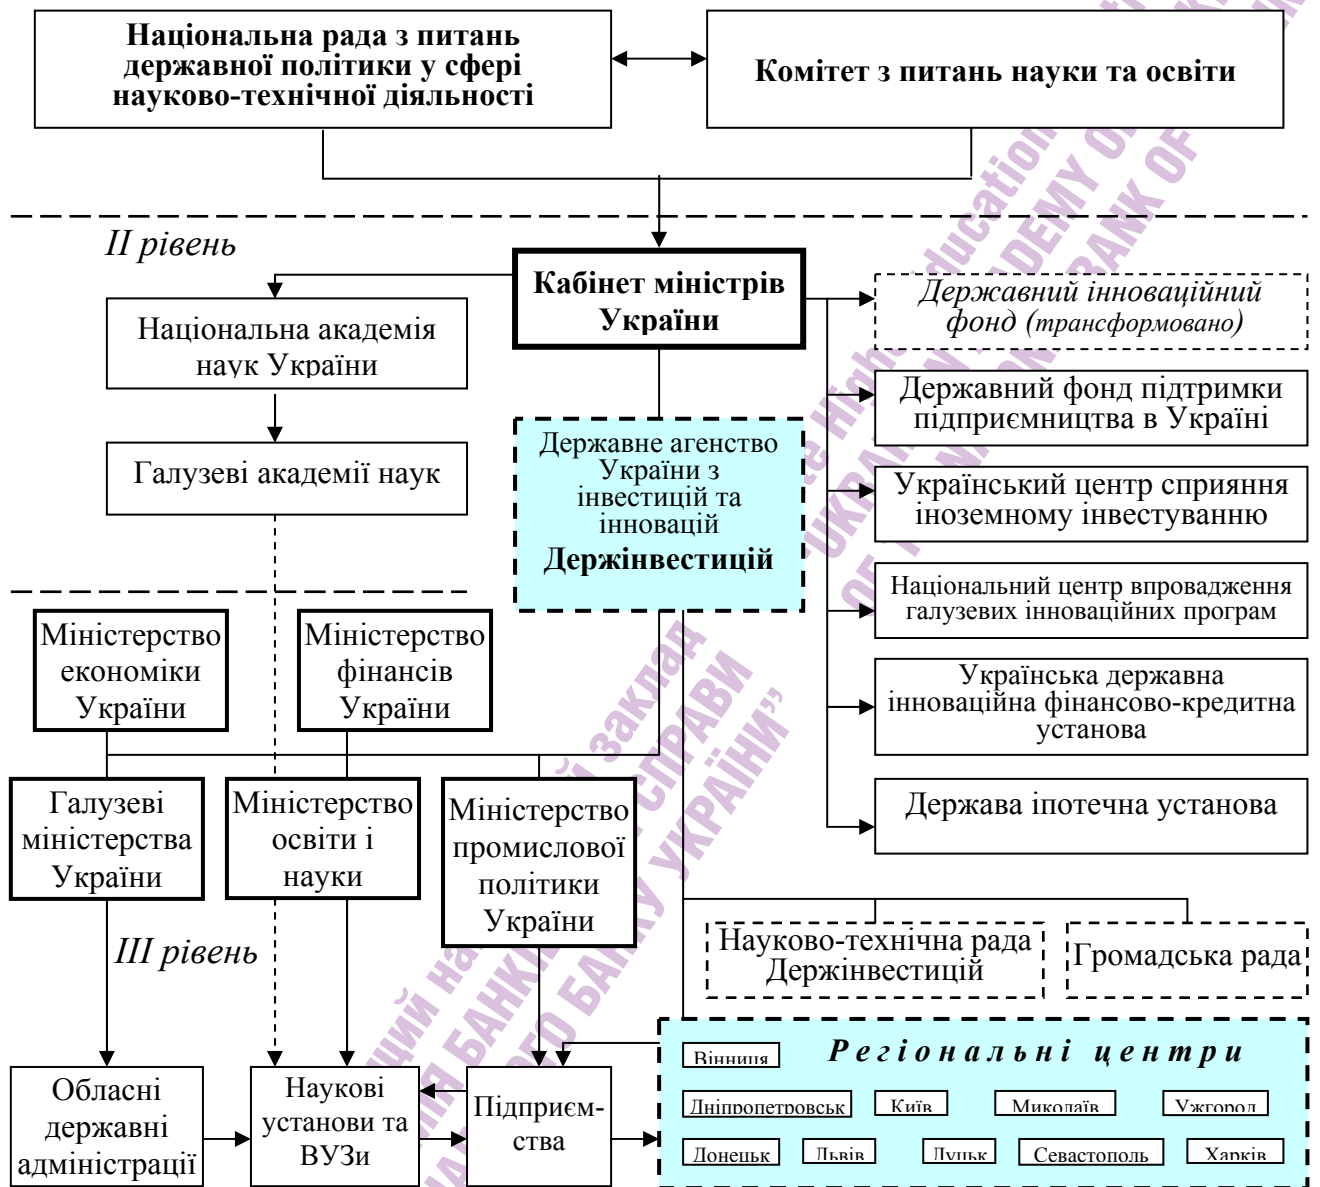 Національна рада з питань
державної політики у сфері
науково-технічної діяльності
Комітет з питань науки та освіти
ІІ рівень
Кабінет міністрів
України
Національна академія
наук України
Галузеві академії наук
Державне агенство
України з
інвестицій та
інновацій
Держінвестицій
Державний інноваційний
фонд (трансформовано)
Державний фонд підтримки
підприємництва в Україні
Український центр сприяння
іноземному інвестуванню
Національний центр впровадження
галузевих інноваційних програм
Українська державна
інноваційна фінансово-кредитна
установа
Держава іпотечна установа
Міністерство
економіки
України
Міністерство
фінансів
України
Галузеві
міністерства
України
Міністерство
освіти і
науки
Міністерство
промислової
політики
України
ІІІ рівень
Науково-технічна рада
Держінвестицій
Громадська рада
Обласні
державні
адміністрації
Наукові
установи та
ВУЗи
Підприєм-
ства
Регіональні центри
Вінниця
Дніпропетровськ
Київ
Миколаїв
Ужгород
Донецьк
Львів
Луцьк
Севастополь
Харків